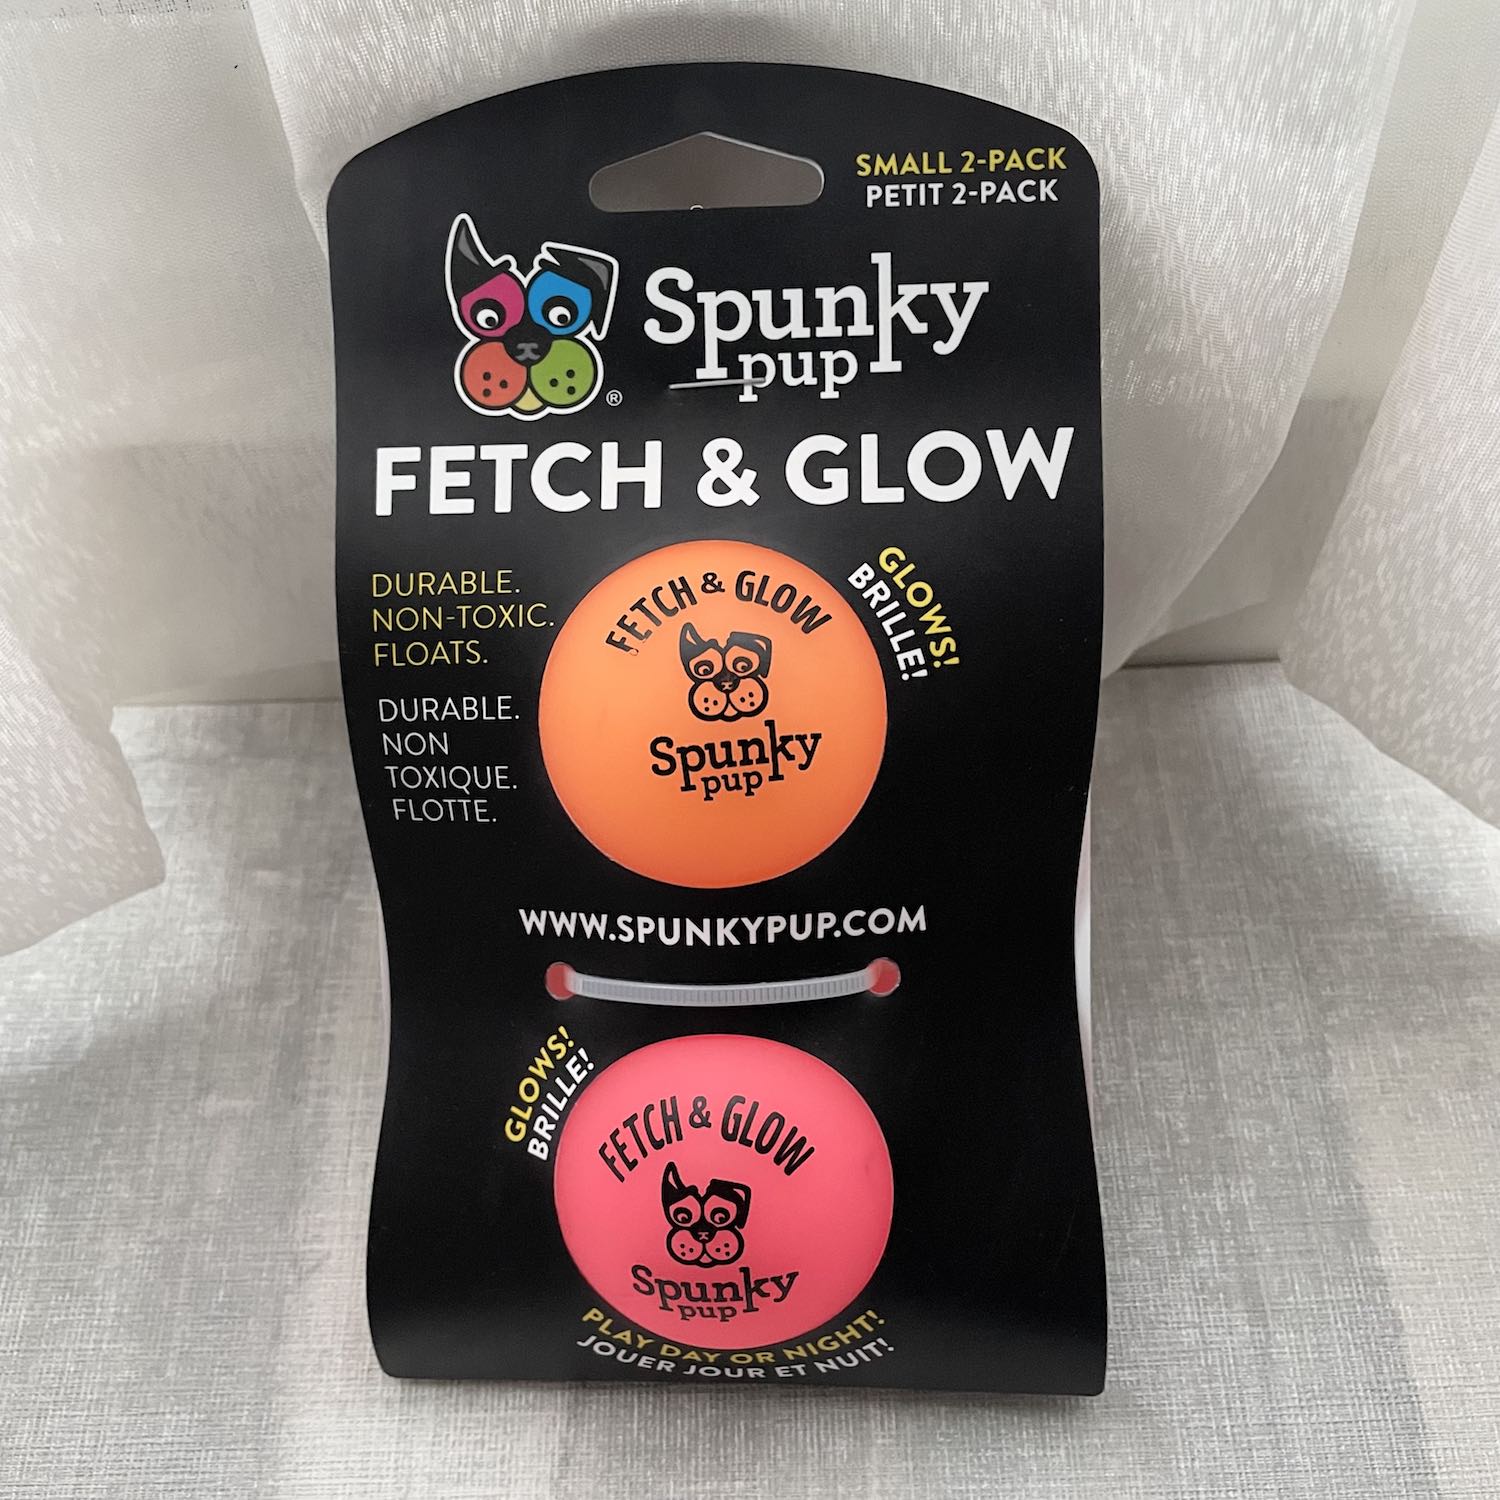 SMALL 2-PACK
PETIT 2-PACK
Spunky
pup
®
FETCH & GLOW
DURABLE.
NON-TOXIC.
FLOATS.
DURABLE.
NON
TOXIQUE.
FLOTTE.
FETCH & GLOW
Spunky
pup
GLOWS!
BRILLE!
WWW.SPUNKYPUP.COM
GLOWS!
BRILLE!
FETCH & GLOW
Spunky
pup
PLAY DAY OR NIGHT!
JOUER JOUR ET NUIT!